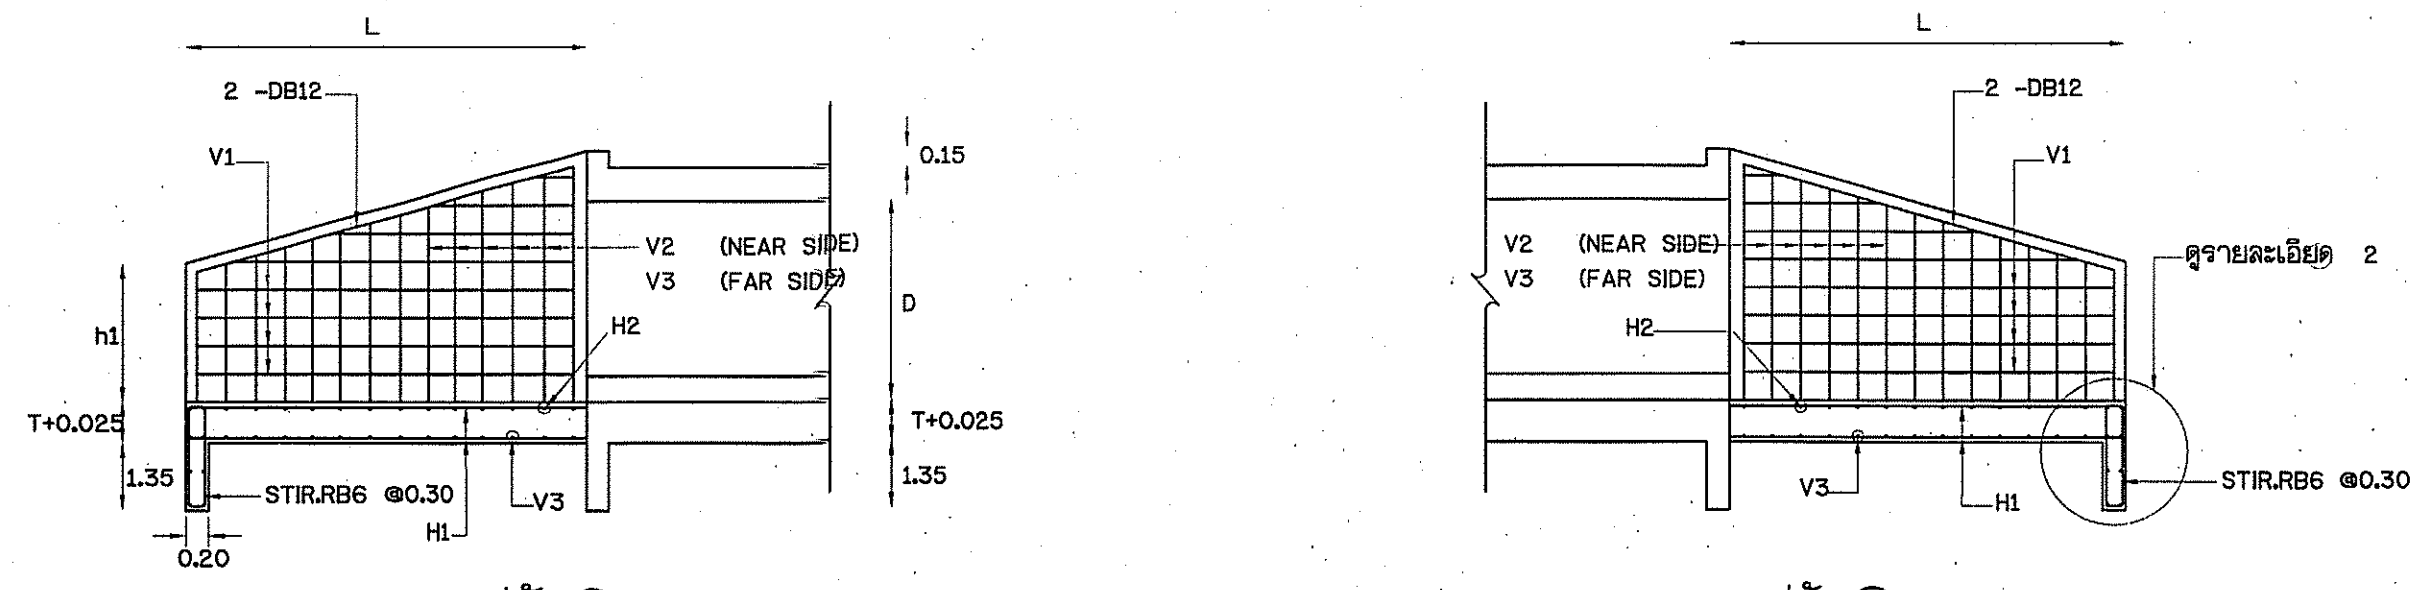 L
2 -DB12
V1
0.15
V2 (NEAR SIDE)
V3 (FAR SIDE)
D
h1
H2
T+0.025
T+0.025
1.35
1.35
STIR.RB6 @0.30
V3
H1
0.20
L
2 -DB12
V1
V2 (NEAR SIDE)
V3 (FAR SIDE)
ดูรายละเอียด 2
H2
V3
H1
STIR.RB6 @0.30